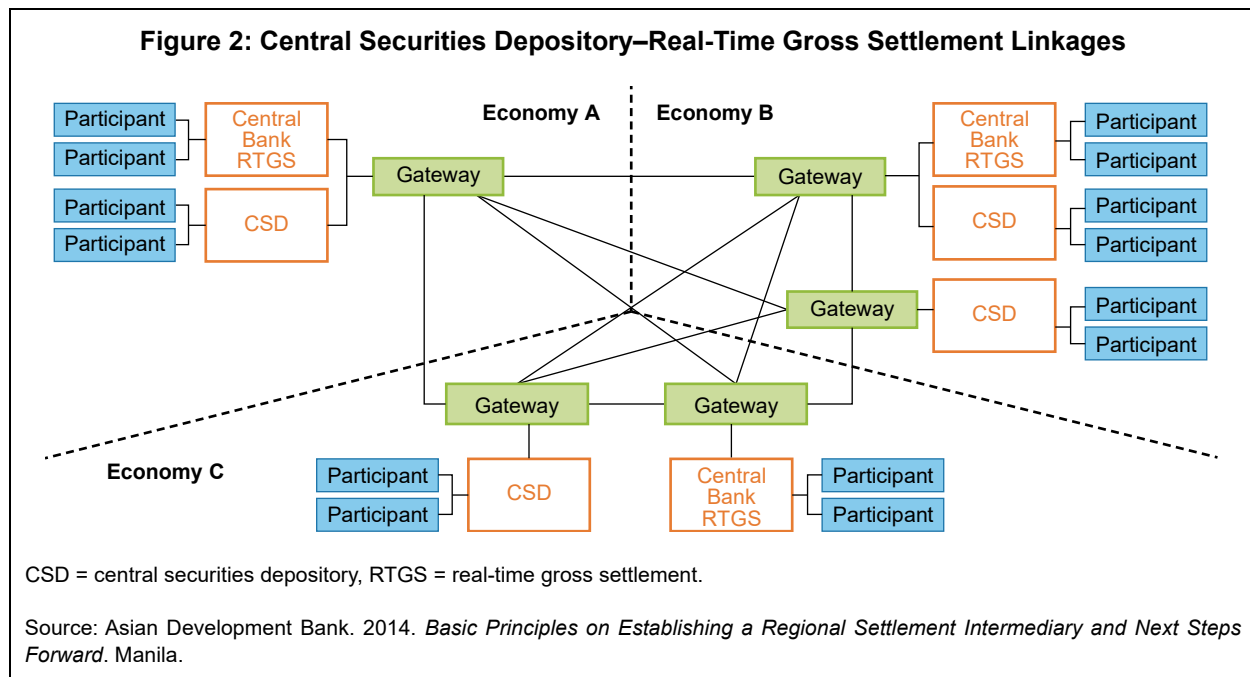 Figure 2: Central Securities Depository–Real-Time Gross Settlement Linkages
Economy A
Economy B
Participant
Participant
Central
Bank
RTGS
Participant
Participant
CSD
Gateway
Gateway
Central
Bank
RTGS
Participant
Participant
CSD
Participant
Participant
Gateway
CSD
Participant
Participant
Economy C
Gateway
Gateway
Participant
Participant
CSD
Central
Bank
RTGS
Participant
Participant
CSD = central securities depository, RTGS = real-time gross settlement.
Source: Asian Development Bank. 2014. Basic Principles on Establishing a Regional Settlement Intermediary and Next Steps
Forward. Manila.